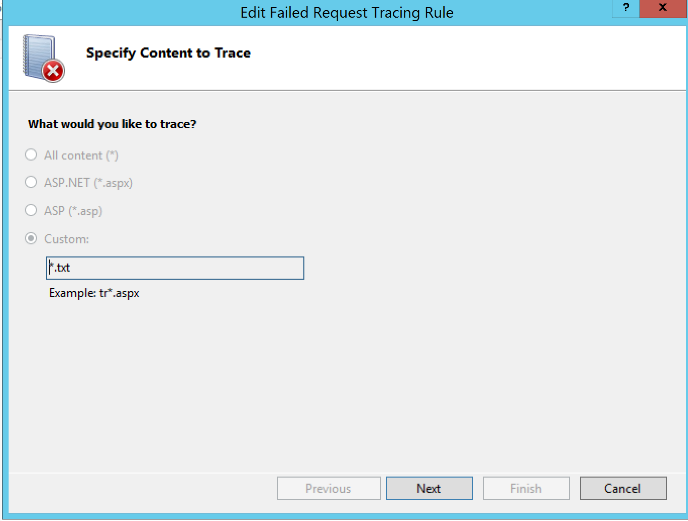 Edit Failed Request Tracing Rule
? x
Specify Content to Trace
What would you like to trace?
All content (*)
ASP.NET (*.aspx)
ASP (*.asp)
Custom:
*.txt
Example: tr*.aspx
Previous Next Finish Cancel